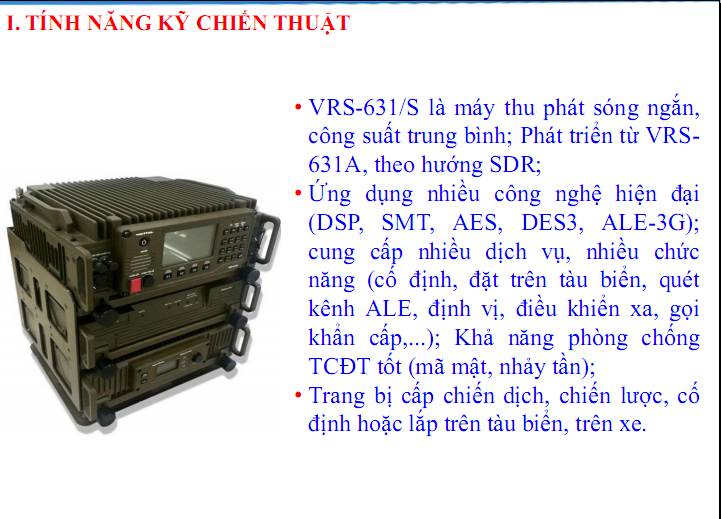 I. TÍNH NĂNG KỸ CHIẾN THUẬT
• VRS-631/S là máy thu phát sóng ngắn,
công suất trung bình; Phát triển từ VRS-
631A, theo hướng SDR;
• Ứng dụng nhiều công nghệ hiện đại
(DSP, SMT, AES, DES3, ALE-3G);
cung cấp nhiều dịch vụ, nhiều chức
năng (cố định, đặt trên tàu biển, quét
kênh ALE, định vị, điều khiển xa, gọi
khẩn cấp,...); Khả năng phòng chống
TCĐT tốt (mã mật, nhảy tần);
• Trang bị cấp chiến dịch, chiến lược, cố
định hoặc lắp trên tàu biển, trên xe.